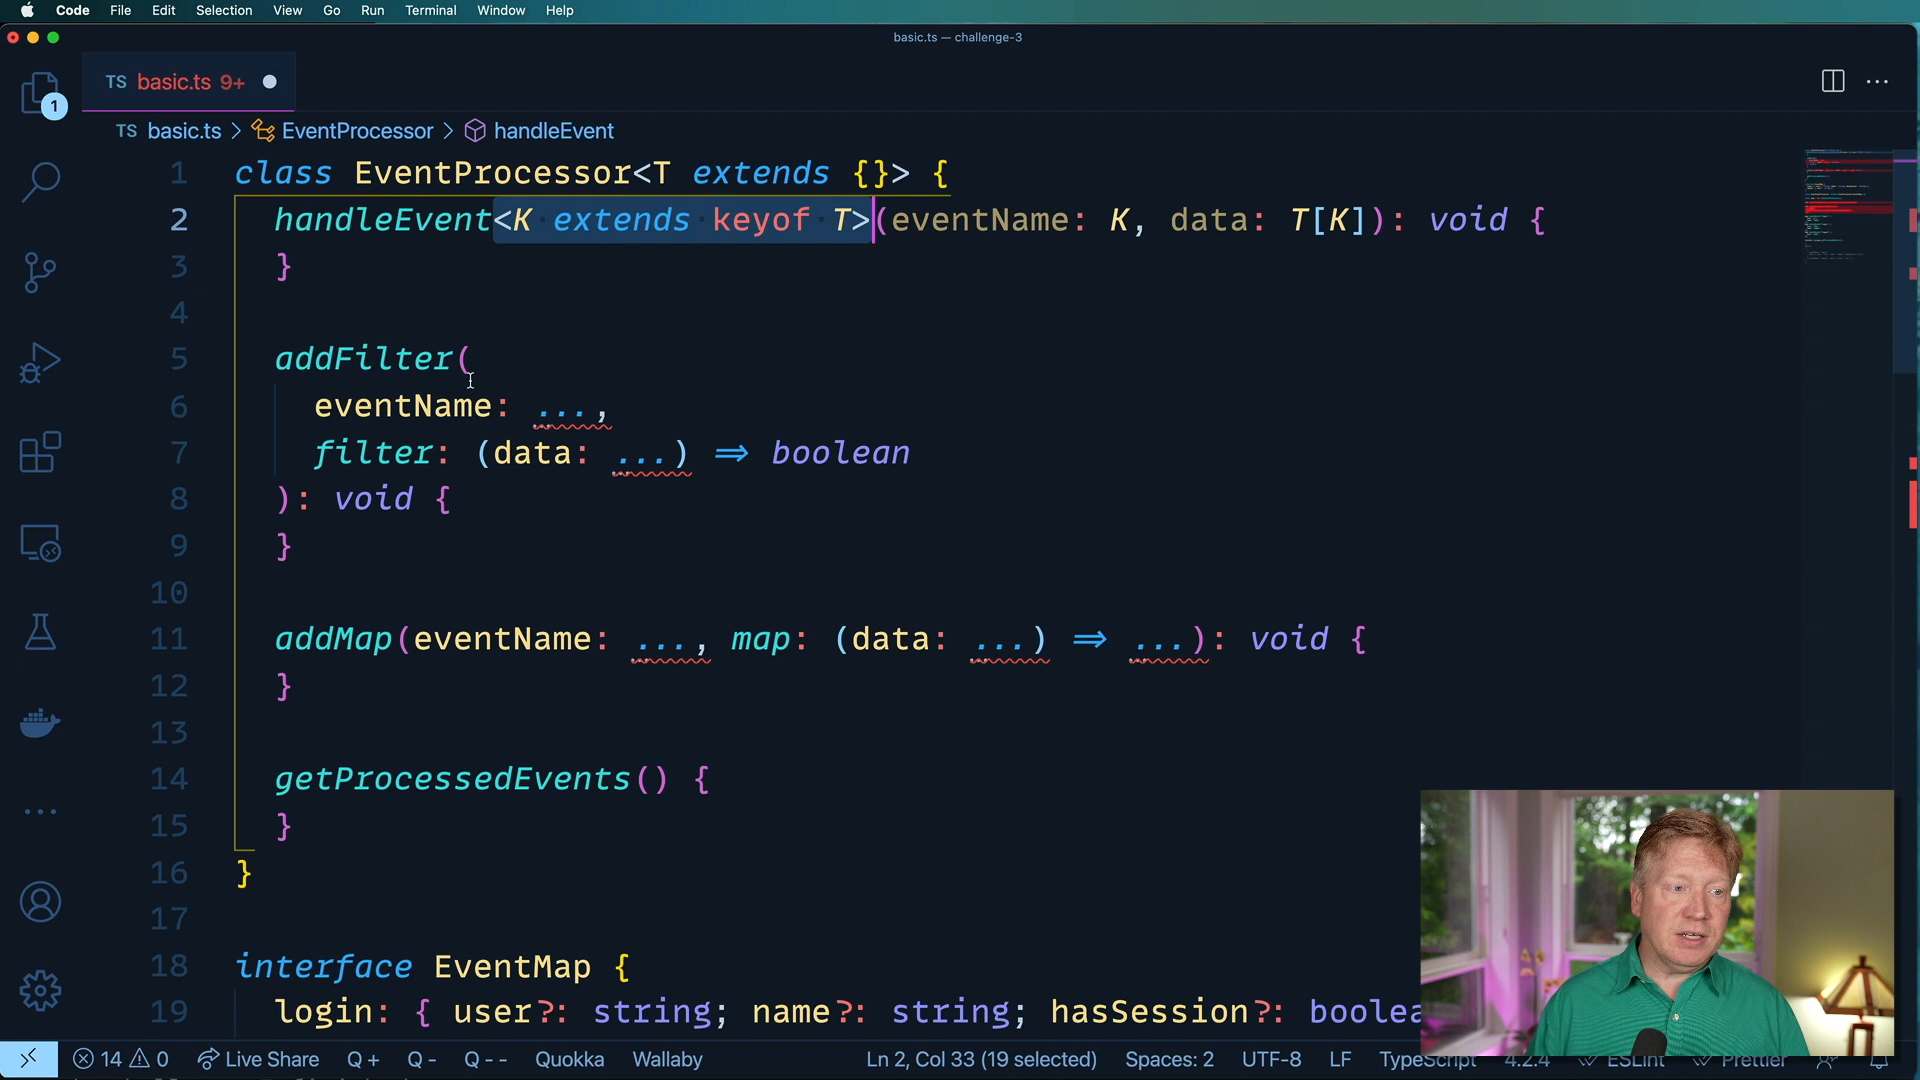 Code File Edit Selection View Go Run Terminal Window Help
basic.ts — challenge-3
TS basic.ts 9+
1
TS basic.ts > EventProcessor > handleEvent
1 class EventProcessor<T extends {}> {
2 handleEvent<K extends keyof T>(eventName: K, data: T[K]): void {
3 }
4
5 addFilter(
6 eventName: ...,
7 filter: (data: ...) => boolean
8 ): void {
9 }
10
11 addMap(eventName: ..., map: (data: ...) => ...): void {
12 }
13
14 getProcessedEvents() {
15 }
16 }
17
18 interface EventMap {
19 login: { user?: string; name?: string; hasSession?: boolea
14 0 Live Share Q + Q - Q - - Quokka Wallaby Ln 2, Col 33 (19 selected) Spaces: 2 UTF-8 LF TypeScript 4.2.4 ESLint Prettier